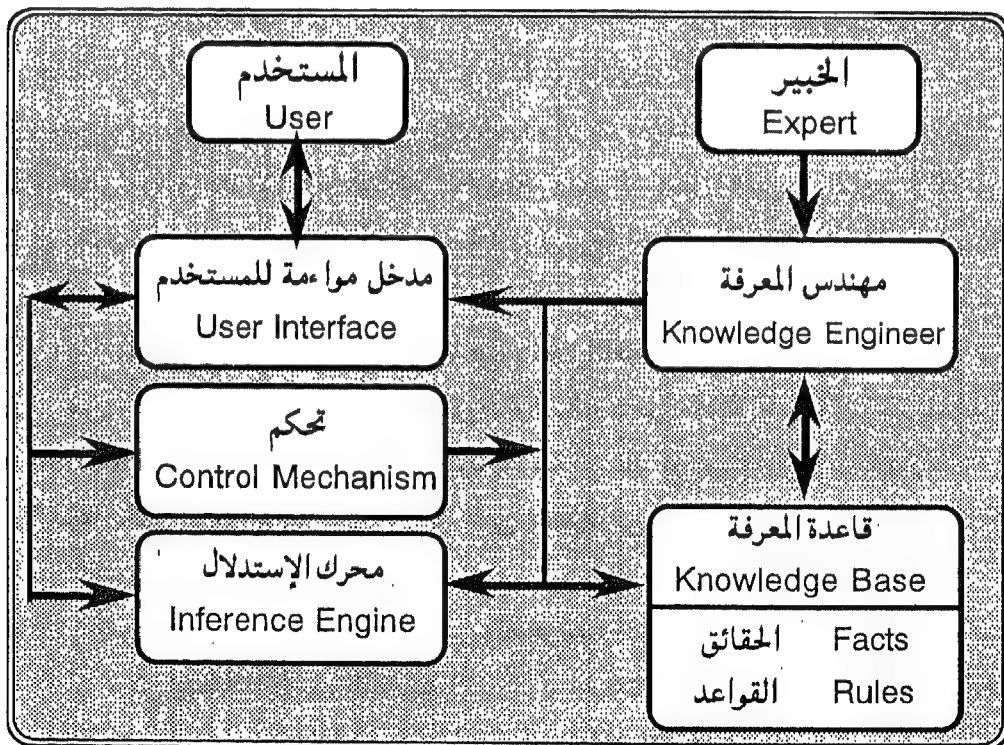 المستخدم
User
الخبير
Expert
مدخل مواءمة للمستخدم
User Interface
مهندس المعرفة
Knowledge Engineer
تحكم
Control Mechanism
محرك الإستدلال
Inference Engine
قاعدة المعرفة
Knowledge Base
الحقائق Facts
القواعد Rules